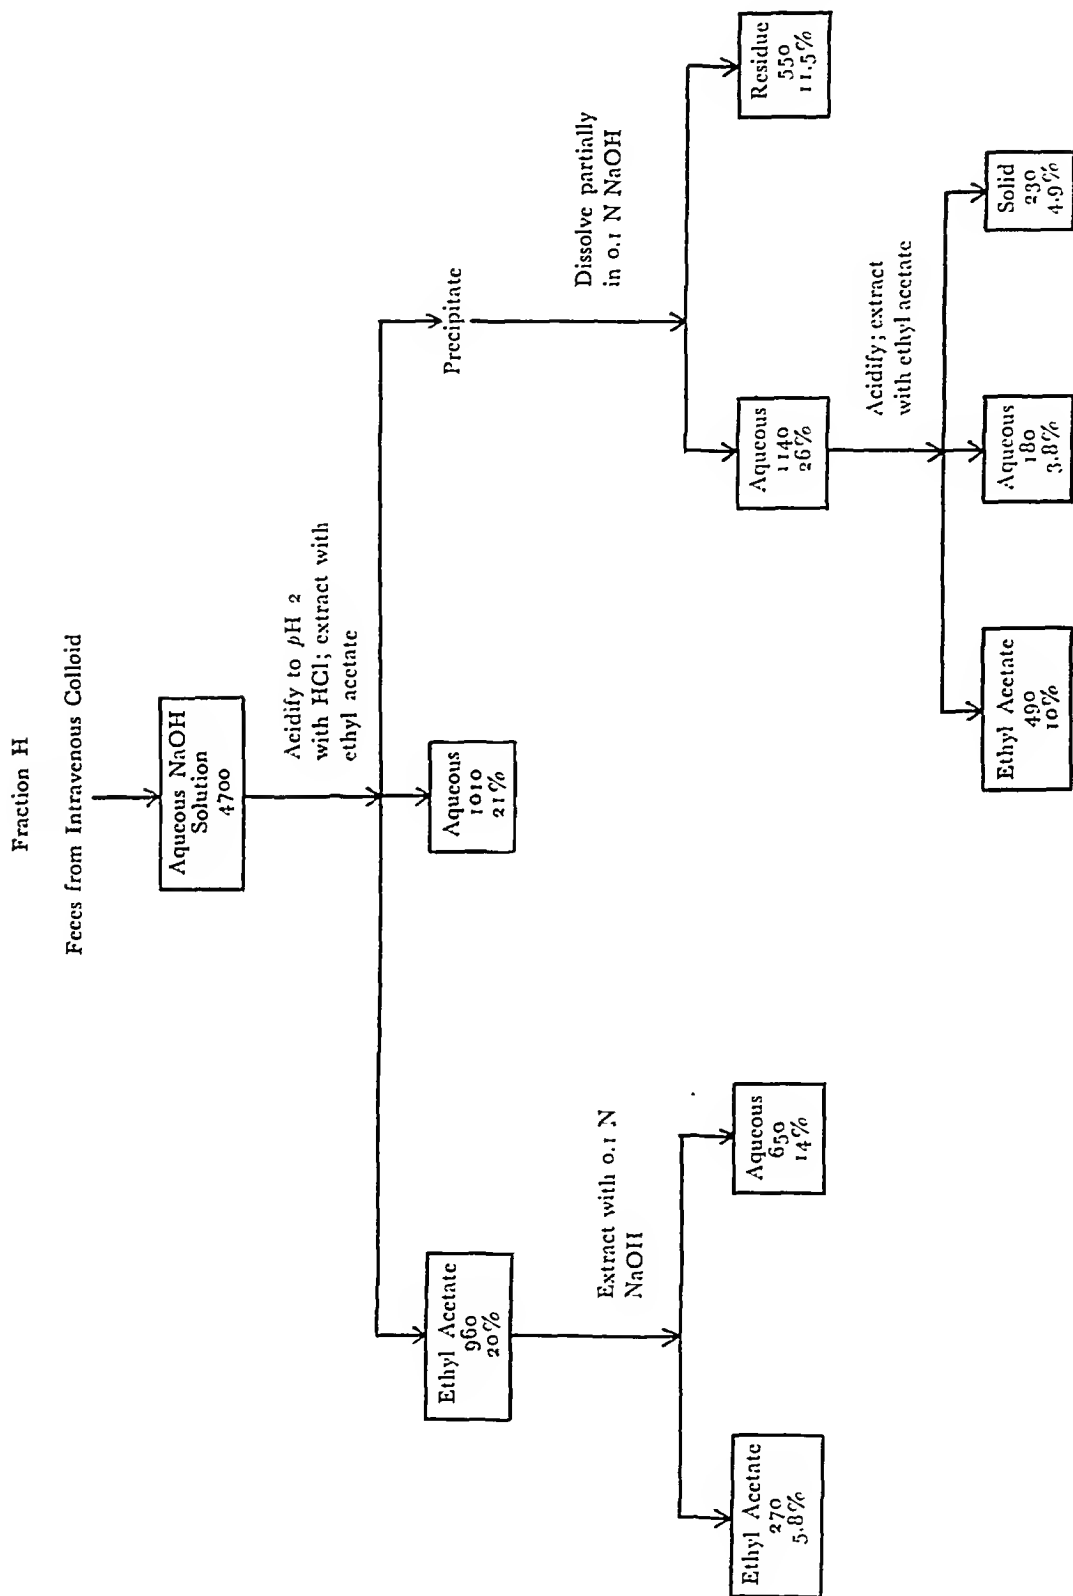 Fraction H
Feces from Intravenous Colloid
Aqueous NaOH
Solution
4700
Acidify to pH 2
with HCl; extract with
ethyl acetate
Ethyl Acetate
960
20%
Aqueous
1010
21%
Precipitate
Extract with 0.1 N
NaOH
Dissolve partially
in 0.1 N NaOH
Ethyl Acetate
270
5.8%
Aqueous
650
14%
Aqueous
1140
26%
Residue
550
11.5%
Acidify; extract
with ethyl acetate
Ethyl Acetate
490
10%
Aqueous
180
3.8%
Solid
230
4.9%